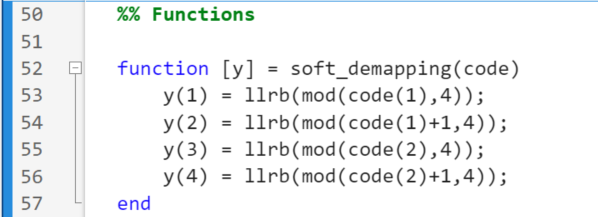 50 %% Functions
51
52 function [y] = soft_demapping(code)
53 y(1) = llrb(mod(code(1),4));
54 y(2) = llrb(mod(code(1)+1,4));
55 y(3) = llrb(mod(code(2),4));
56 y(4) = llrb(mod(code(2)+1,4));
57 end